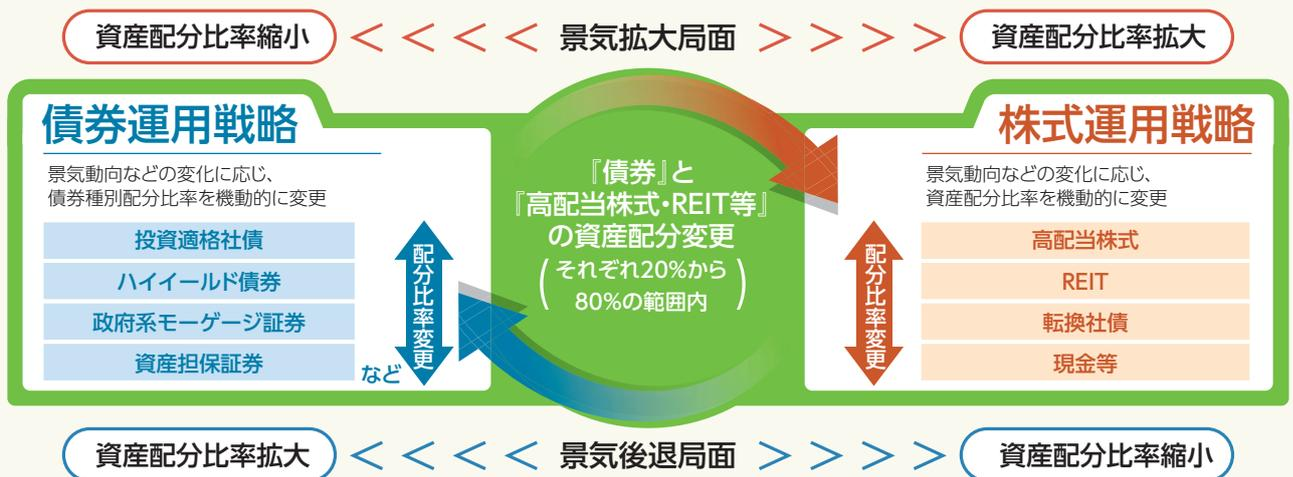 資産配分比率縮小
景気拡大局面
資産配分比率拡大
債券運用戦略
景気動向などの変化に応じ、
債券種別配分比率を機動的に変更
投資適格社債
ハイイールド債券
政府系モーゲージ証券
資産担保証券
など
配分比率変更
『債券』と
『高配当株式・REIT等』
の資産配分変更
(それぞれ20%から
80%の範囲内)
株式運用戦略
景気動向などの変化に応じ、
資産配分比率を機動的に変更
配分比率変更
高配当株式
REIT
転換社債
現金等
資産配分比率拡大
景気後退局面
資産配分比率縮小